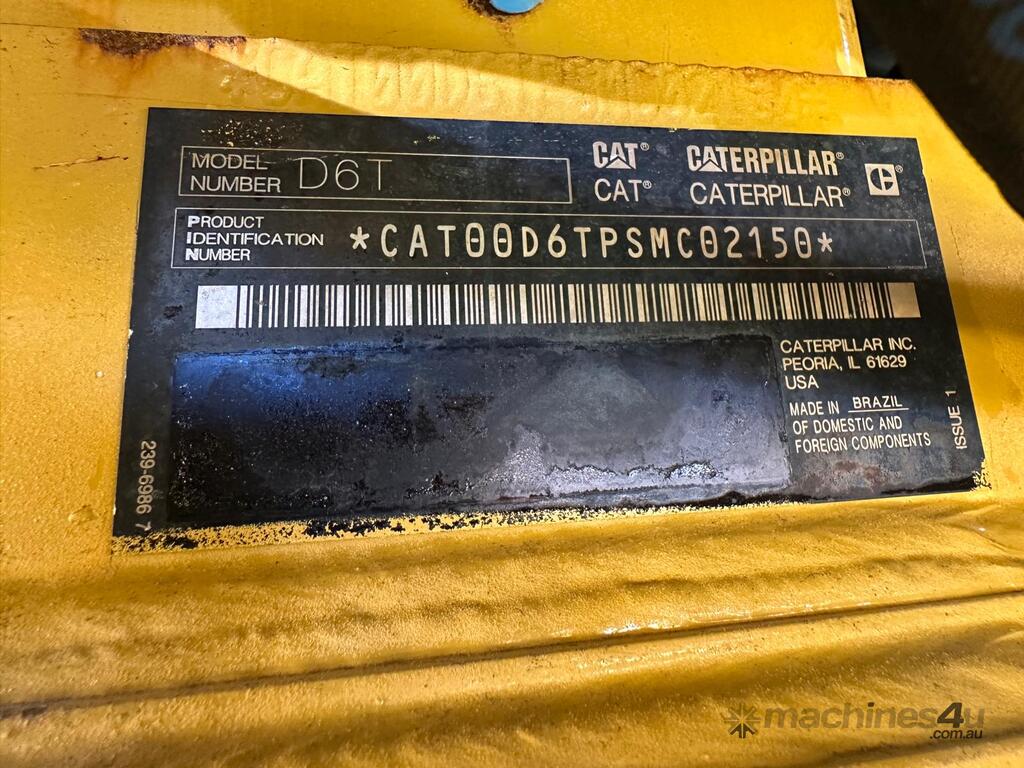 MODEL
NUMBER D6T
CAT® CATERPILLAR®
CAT® CATERPILLAR®
PRODUCT
IDENTIFICATION
NUMBER
*CAT00D6TPSMC02150*
CATERPILLAR INC.
PEORIA, IL 61629
USA
MADE IN BRAZIL
OF DOMESTIC AND
FOREIGN COMPONENTS
ISSUE 1
239-6986 7
machines4u
.com.au